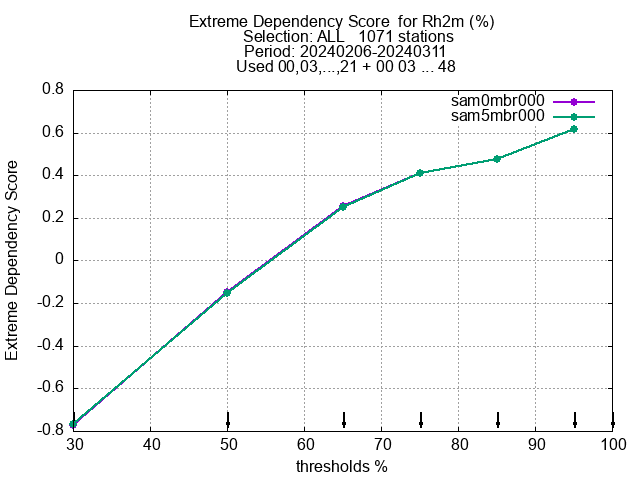 Extreme Dependency Score  for Rh2m (%)
Selection: ALL   1071 stations
Period: 20240206-20240311
Used 00,03,...,21 + 00 03 ... 48
sam0mbr000
sam5mbr000
Extreme Dependency Score
0.8
0.6
0.4
0.2
0
-0.2
-0.4
-0.6
-0.8
30 40 50 60 70 80 90 100
thresholds %